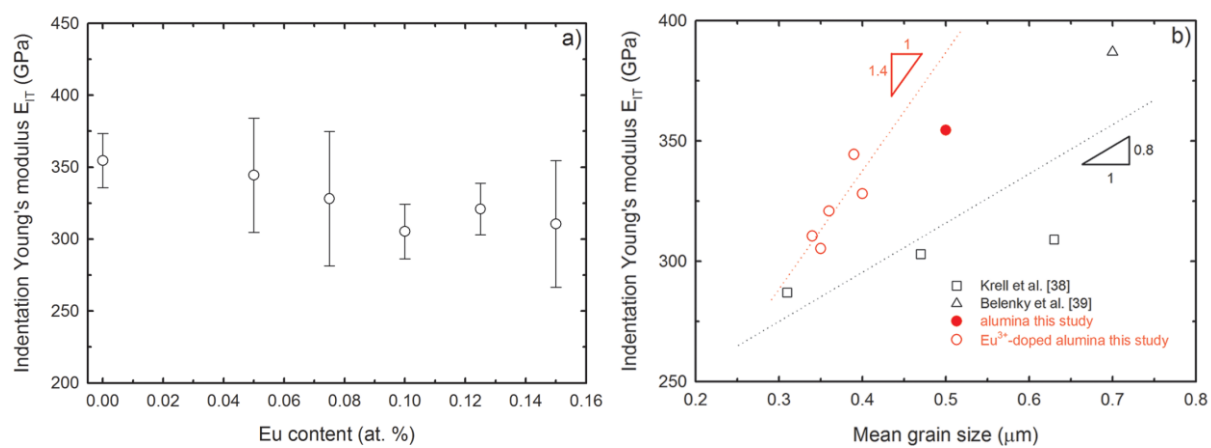 a)
Indentation Young's modulus E_IT (GPa)
450
400
350
300
250
200
0.00 0.02 0.04 0.06 0.08 0.10 0.12 0.14 0.16
Eu content (at. %)
b)
Indentation Young's modulus E_IT (GPa)
400
350
300
250
1
1.4
0.8
1
Krell et al. [38]
Belenky et al. [39]
alumina this study
Eu³⁺-doped alumina this study
0.2 0.3 0.4 0.5 0.6 0.7 0.8
Mean grain size (μm)